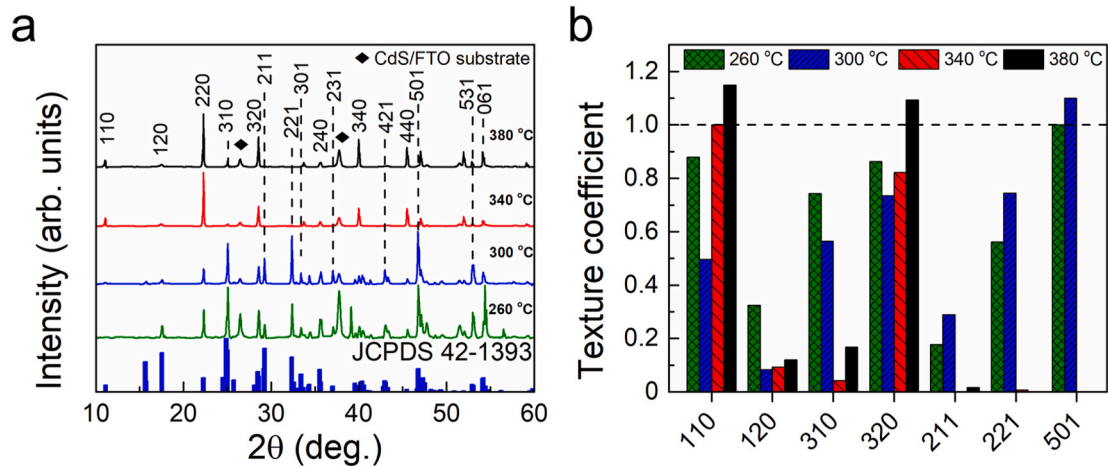 a
◆ CdS/FTO substrate
110
120
220
310
320
211
221
301
240
231
340
421
440
501
531
061
380 °C
340 °C
300 °C
260 °C
JCPDS 42-1393
Intensity (arb. units)
10 20 30 40 50 60
2θ (deg.)
b
260 °C 300 °C 340 °C 380 °C
1.2
1.0
0.8
0.6
0.4
0.2
0
Texture coefficient
110 120 310 320 211 221 501